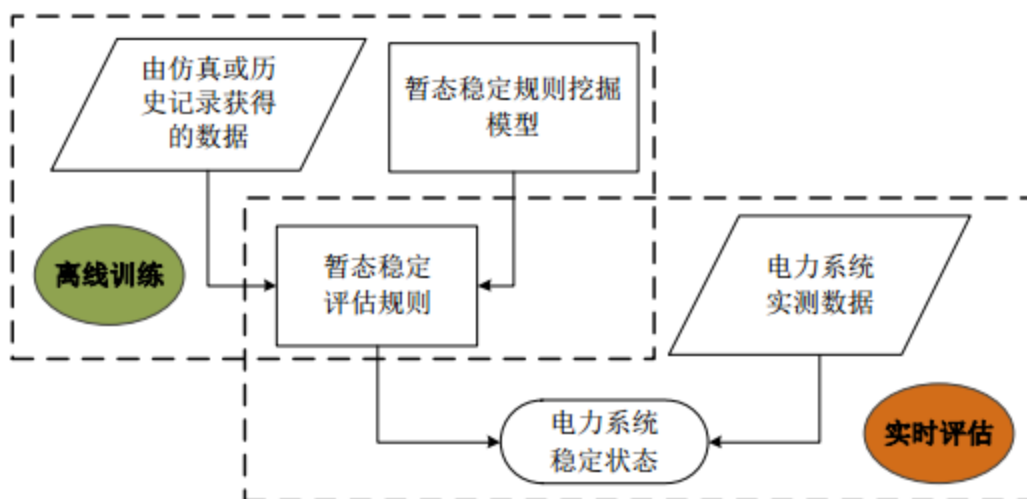 由仿真或历
史记录获得
的数据
暂态稳定规则挖掘
模型
离线训练
暂态稳定
评估规则
电力系统
实测数据
电力系统
稳定状态
实时评估